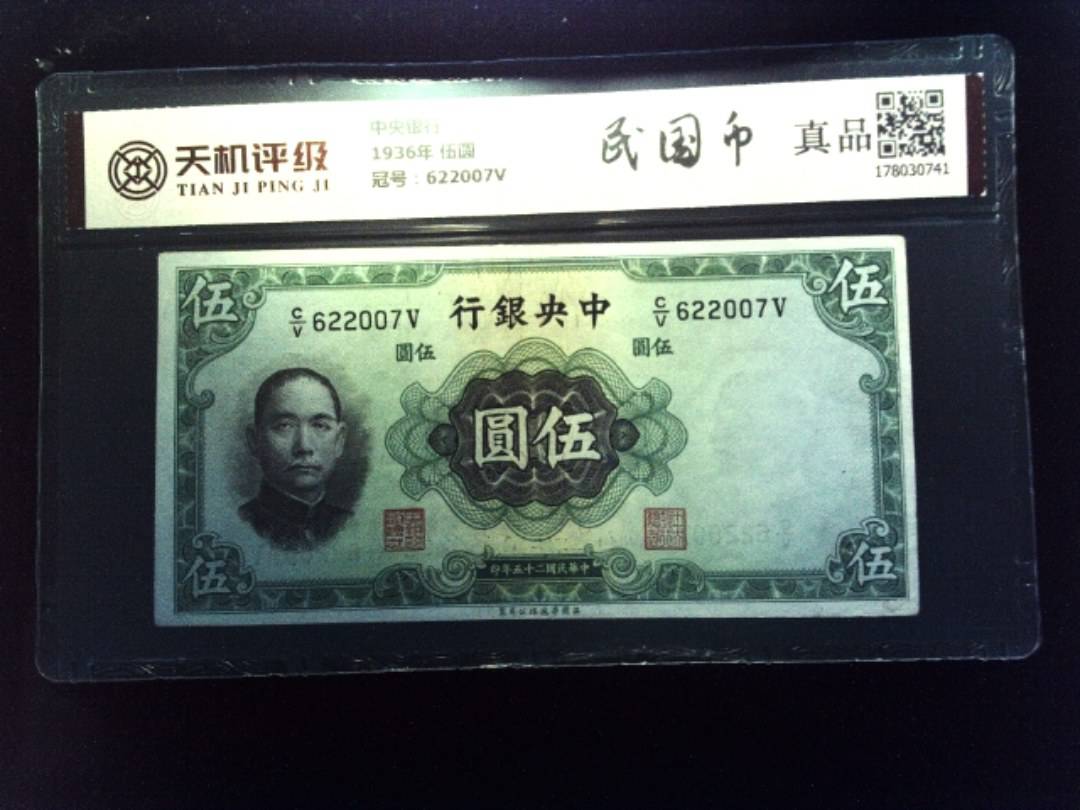 天机评级
TIAN JI PING JI
中央银行
1936年 伍圆
冠号：622007V
民国币
真品
178030741
伍
伍
C/V 622007V
行銀央中
C/V 622007V
圓伍
圓伍
圓伍
伍
伍
印年五十二國民華中